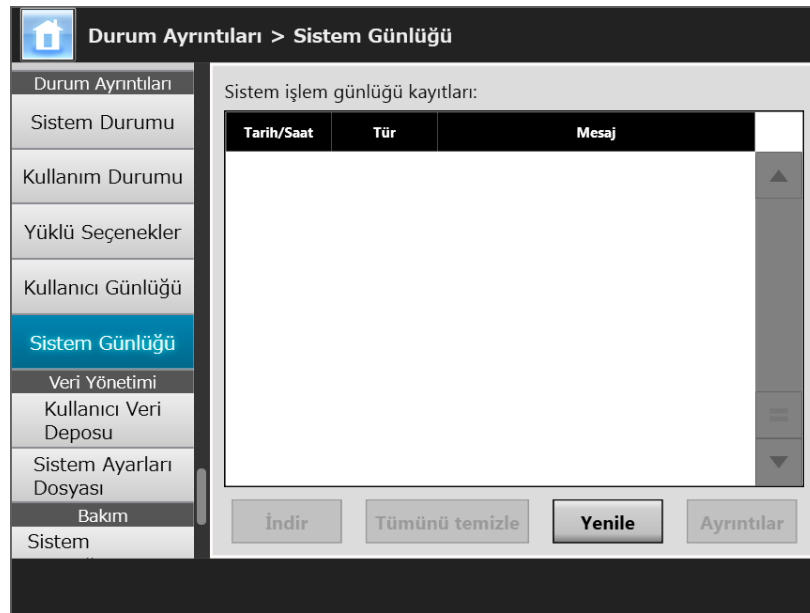 Durum Ayrıntıları > Sistem Günlüğü
Durum Ayrıntıları
Sistem Durumu
Kullanım Durumu
Yüklü Seçenekler
Kullanıcı Günlüğü
Sistem Günlüğü
Veri Yönetimi
Kullanıcı Veri
Deposu
Sistem Ayarları
Dosyası
Bakım
Sistem
Sistem işlem günlüğü kayıtları:
Tarih/Saat Tür Mesaj
İndir Tümünü temizle Yenile Ayrıntılar